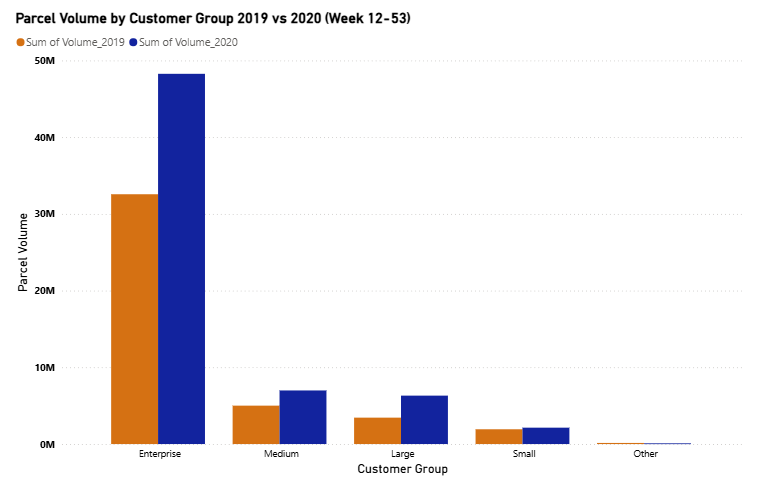 Parcel Volume by Customer Group 2019 vs 2020 (Week 12-53)
Sum of Volume_2019 Sum of Volume_2020
50M
40M
30M
20M
10M
0M
Parcel Volume
Enterprise Medium Large Small Other
Customer Group